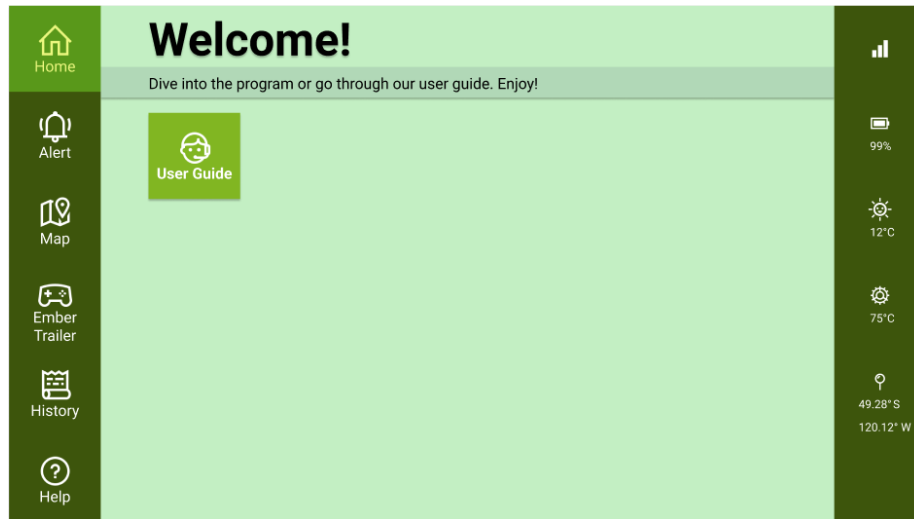 Home
Alert
Map
Ember
Trailer
History
Help
Welcome!
Dive into the program or go through our user guide. Enjoy!
User Guide
99%
12°C
75°C
49.28° S
120.12° W